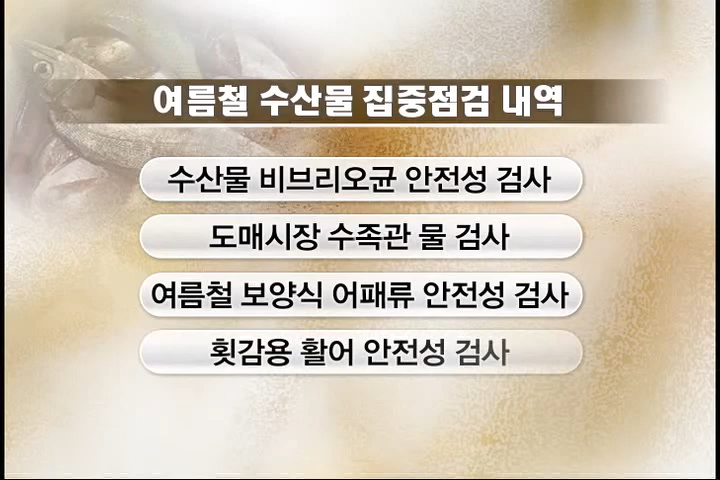 여름철 수산물 집중점검 내역
수산물 비브리오균 안전성 검사
도매시장 수족관 물 검사
여름철 보양식 어패류 안전성 검사
횟감용 활어 안전성 검사